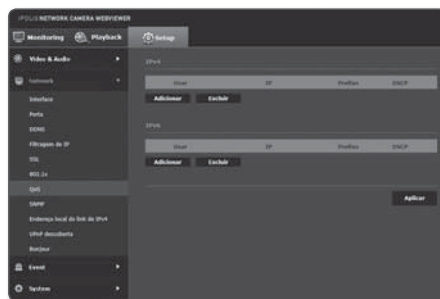 iPOLiS NETWORK CAMERA WEBVIEWER
Monitoring
Playback
Setup
Video & Audio
Network
Interface
Porta
DDNS
Filtragem de IP
SSL
802.1x
QoS
SNMP
Endereço local do link do IPv4
UPnP descoberta
Bonjour
Event
System
IPv4
Usar IP Prefixo DSCP
Adicionar Excluir
IPv6
Usar IP Prefixo DSCP
Adicionar Excluir
Aplicar